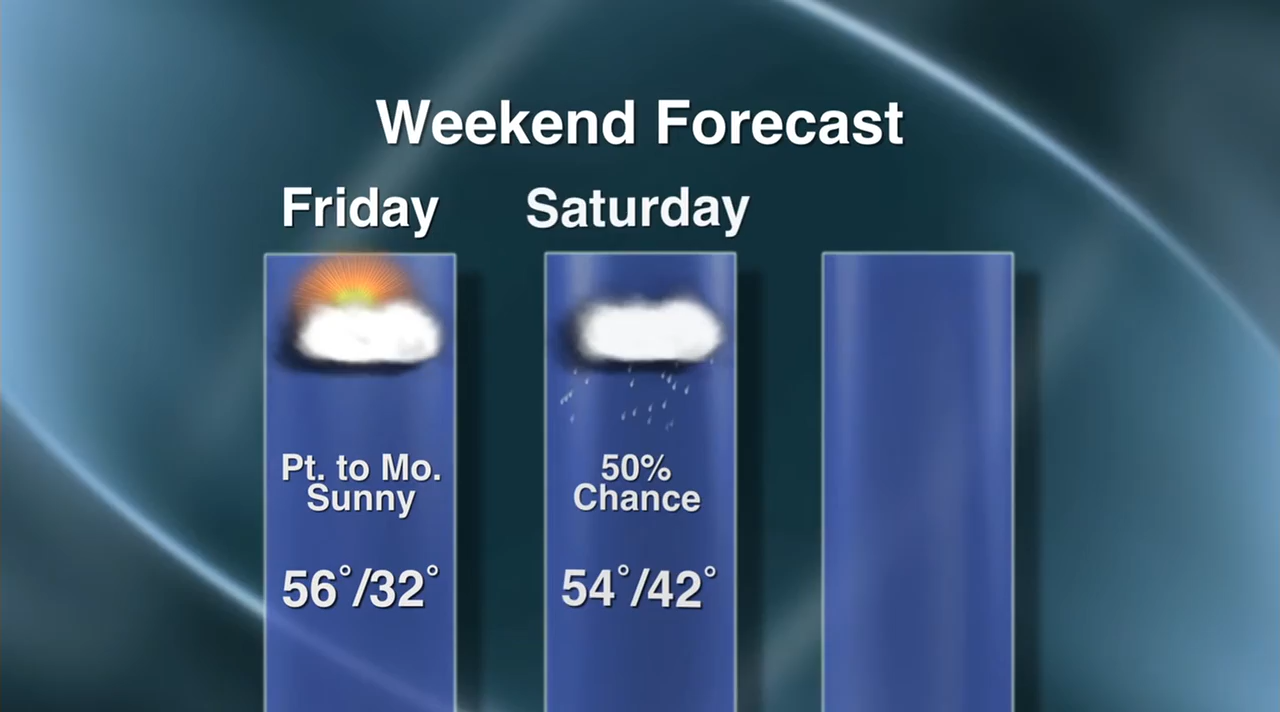 Weekend Forecast
Friday
Pt. to Mo.
Sunny
56°/32°
Saturday
50%
Chance
54°/42°